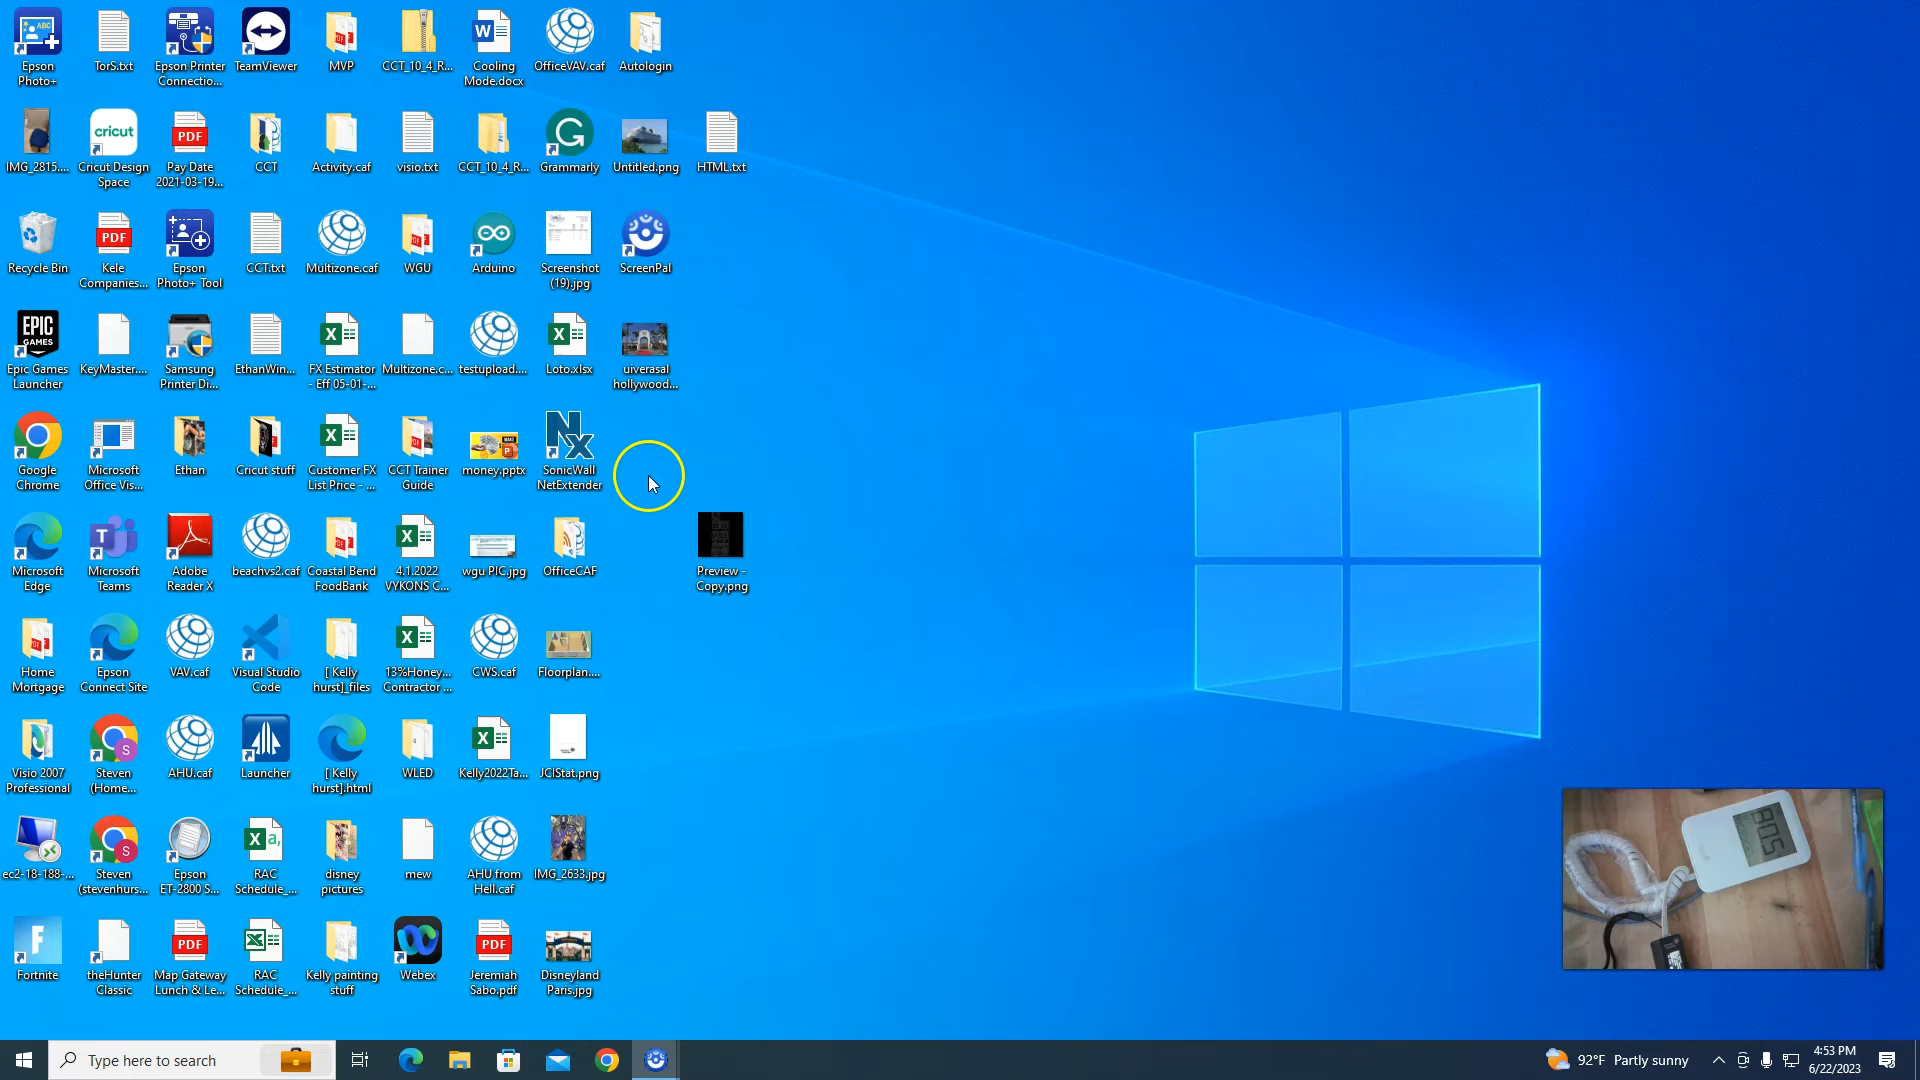 Epson
Photo+
TorS.txt
Epson Printer
Connectio...
TeamViewer
MVP
CCT_10_4_R...
Cooling
Mode.docx
OfficeVAV.caf
Autologin
IMG_2815....
cricut
Cricut Design
Space
PDF
Pay Date
2021-03-19...
CCT
Activity.caf
visio.txt
CCT_10_4_R...
Grammarly
Untitled.png
HTML.txt
Recycle Bin
PDF
Kele
Companies...
Epson
Photo+ Tool
CCT.txt
Multizone.caf
WGU
Arduino
Screenshot
(19).jpg
ScreenPal
EPIC
GAMES
Epic Games
Launcher
KeyMaster....
Samsung
Printer Di...
EthanWin...
FX Estimator
- Eff 05-01-...
Multizone.c...
testupload....
Loto.xlsx
uiverasal
hollywood...
Google
Chrome
Microsoft
Office Vis...
Ethan
Cricut stuff
Customer FX
List Price - ...
CCT Trainer
Guide
money.pptx
SonicWall
NetExtender
Microsoft
Edge
Microsoft
Teams
Adobe
Reader X
beachvs2.caf
Coastal Bend
FoodBank
4.1.2022
VYKONS C...
wgu PIC.jpg
OfficeCAF
Preview -
Copy.png
Home
Mortgage
Epson
Connect Site
VAV.caf
Visual Studio
Code
[ Kelly
hurst]_files
13%Honey...
Contractor ...
CWS.caf
Floorplan....
Visio 2007
Professional
Steven
(Home...
AHU.caf
Launcher
[ Kelly
hurst].html
WLED
Kelly2022Ta...
JCIStat.png
ec2-18-188-...
Steven
(stevenhurs...
Epson
ET-2800 S...
RAC
Schedule_...
disney
pictures
mew
AHU from
Hell.caf
IMG_2633.jpg
Fortnite
theHunter
Classic
PDF
Map Gateway
Lunch & Le...
RAC
Schedule_...
Kelly painting
stuff
Webex
PDF
Jeremiah
Sabo.pdf
Disneyland
Paris.jpg
Type here to search
92°F Partly sunny
4:53 PM
6/22/2023